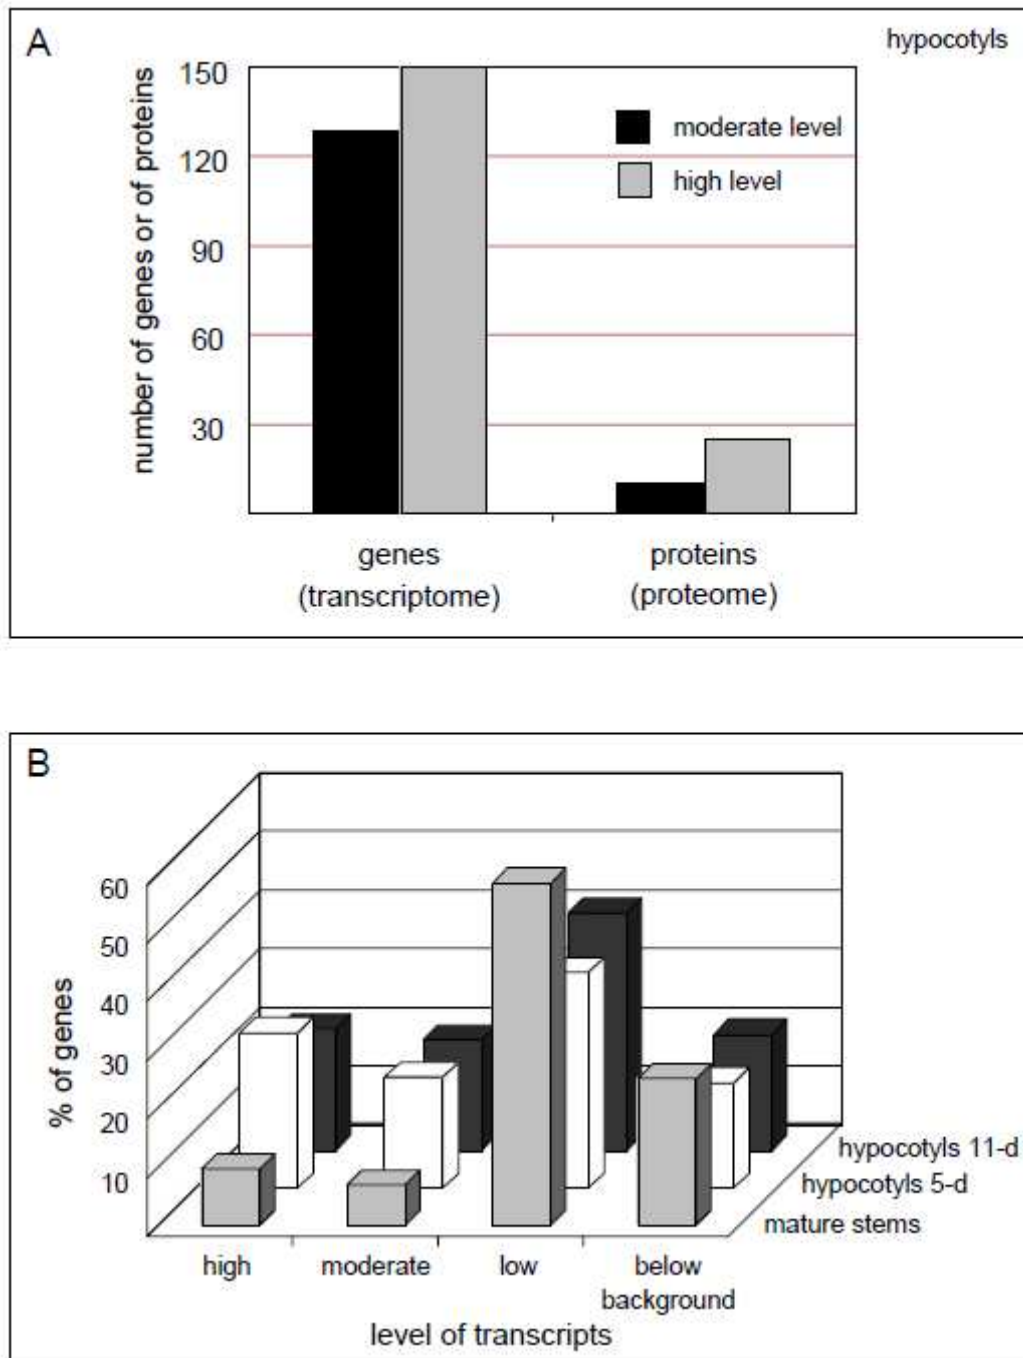 A
hypocotyls
number of genes or of proteins
150
120
90
60
30
moderate level
high level
genes
(transcriptome)
proteins
(proteome)
B
% of genes
60
50
40
30
20
10
hypocotyls 11-d
hypocotyls 5-d
mature stems
high
moderate
low
below
background
level of transcripts